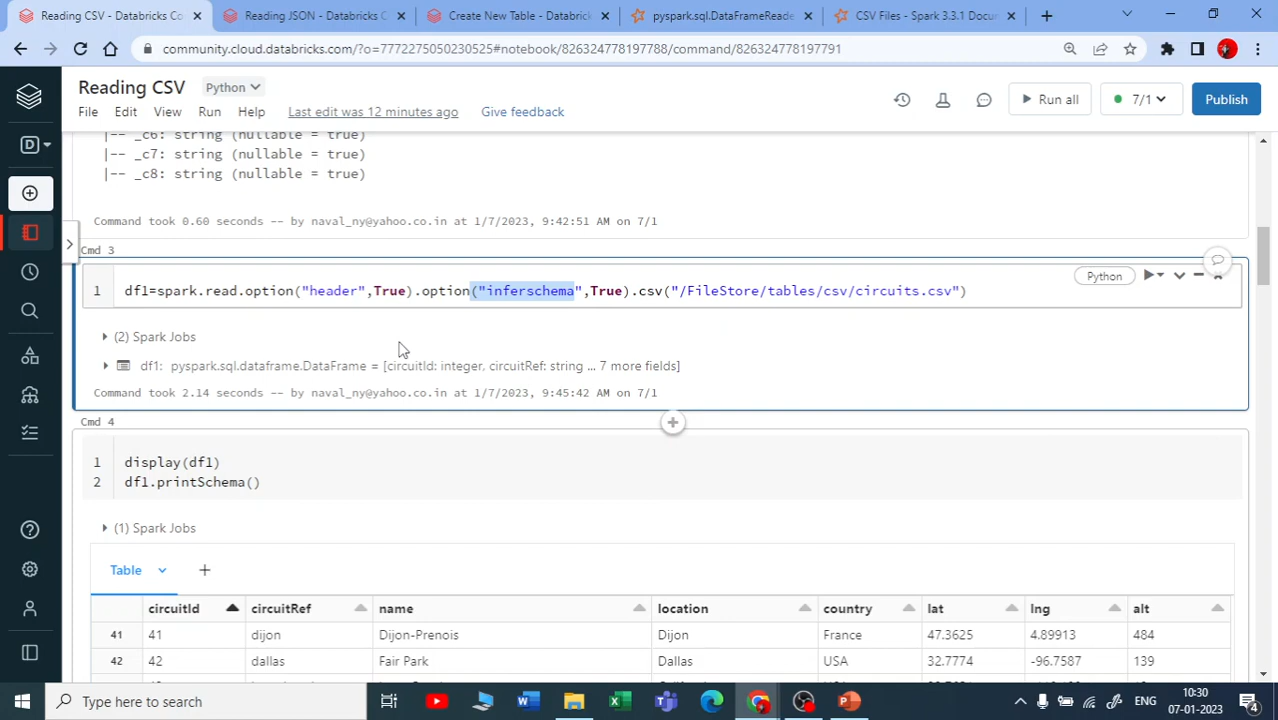 Reading CSV - Databricks Co
Reading JSON - Databricks C
Create New Table - Databrick
pyspark.sql.DataFrameReade
CSV Files - Spark 3.3.1 Docum
community.cloud.databricks.com/?o=7772275050230525#notebook/826324778197788/command/826324778197791
Reading CSV
Python
File
Edit
View
Run
Help
Last edit was 12 minutes ago
Give feedback
Run all
7/1
Publish
D
|-- _c6: string (nullable = true)
|-- _c7: string (nullable = true)
|-- _c8: string (nullable = true)
Command took 0.60 seconds -- by naval_ny@yahoo.co.in at 1/7/2023, 9:42:51 AM on 7/1
Cmd 3
Python
1 df1=spark.read.option("header",True).option("inferschema",True).csv("/FileStore/tables/csv/circuits.csv")
(2) Spark Jobs
df1: pyspark.sql.dataframe.DataFrame = [circuitId: integer, circuitRef: string ... 7 more fields]
Command took 2.14 seconds -- by naval_ny@yahoo.co.in at 1/7/2023, 9:45:42 AM on 7/1
Cmd 4
1 display(df1)
2 df1.printSchema()
(1) Spark Jobs
Table
circuitId circuitRef name location country lat lng alt
41 41 dijon Dijon-Prenois Dijon France 47.3625 4.89913 484
42 42 dallas Fair Park Dallas USA 32.7774 -96.7587 139
Type here to search
ENG
10:30
07-01-2023
4